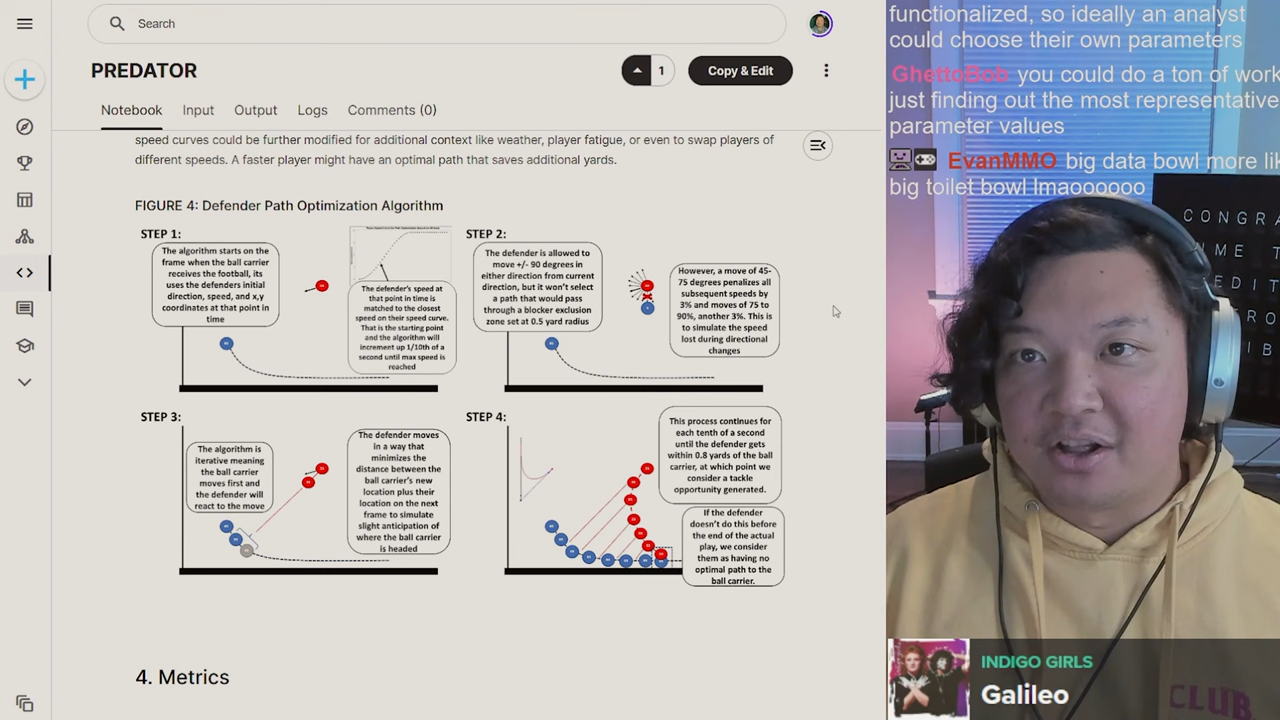 Search
PREDATOR
1
Copy & Edit
Notebook
Input
Output
Logs
Comments (0)
speed curves could be further modified for additional context like weather, player fatigue, or even to swap players of
different speeds. A faster player might have an optimal path that saves additional yards.
FIGURE 4: Defender Path Optimization Algorithm
STEP 1:
The algorithm starts on the
frame when the ball carrier
receives the football, its
uses the defenders initial
direction, speed, and x,y
coordinates at that point in
time
The defender's speed at
that point in time is
matched to the closest
speed on their speed curve.
That is the starting point
and the algorithm will
increment up 1/10th of a
second until max speed is
reached
STEP 2:
The defender is allowed to
move +/- 90 degrees in
either direction from current
direction, but it won't select
a path that would pass
through a blocker exclusion
zone set at 0.5 yard radius
However, a move of 45-
75 degrees penalizes all
subsequent speeds by
3% and moves of 75 to
90%, another 3%. This is
to simulate the speed
lost during directional
changes
STEP 3:
The algorithm is
iterative meaning
the ball carrier
moves first and
the defender will
react to the move
The defender moves
in a way that
minimizes the
distance between the
ball carrier's new
location plus their
location on the next
frame to simulate
slight anticipation of
where the ball carrier
is headed
STEP 4:
This process continues for
each tenth of a second
until the defender gets
within 0.8 yards of the ball
carrier, at which point we
consider a tackle
opportunity generated.
If the defender
doesn't do this before
the end of the actual
play, we consider
them as having no
optimal path to the
ball carrier.
4. Metrics
functionalized, so ideally an analyst
could choose their own parameters
GhettoBob you could do a ton of work
just finding out the most representative
parameter values
EvanMMO big data bowl more li
big toilet bowl lmaoooooo
CONGRA
INDIGO GIRLS
Galileo
CLUB